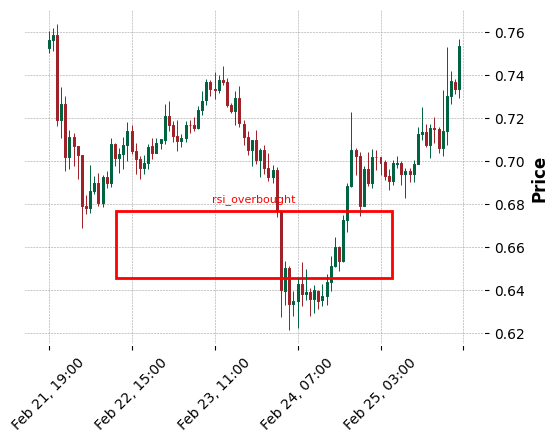 0.76
0.74
0.72
0.70
rsi_overbought
0.68
0.66
0.64
0.62
Price
Feb 21, 19:00
Feb 22, 15:00
Feb 23, 11:00
Feb 24, 07:00
Feb 25, 03:00